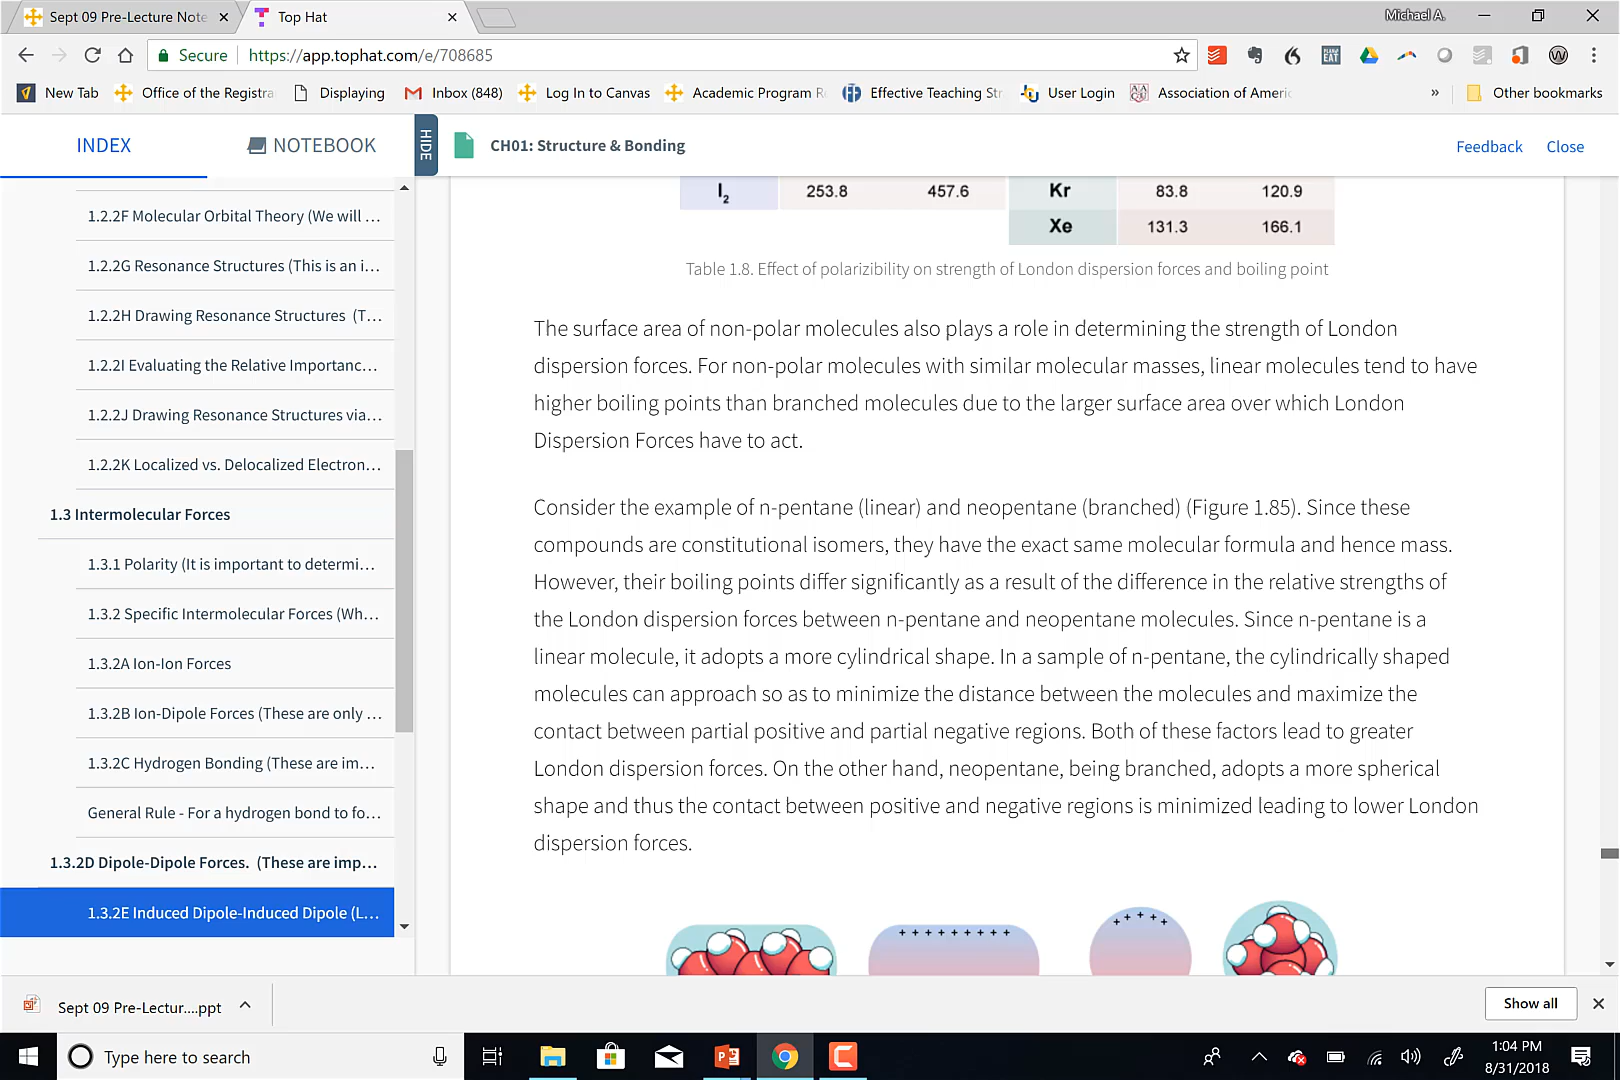 Sept 09 Pre-Lecture Note
Top Hat
Michael A.
Secure
https://app.tophat.com/e/708685
New Tab
Office of the Registra
Displaying
Inbox (848)
Log In to Canvas
Academic Program R
Effective Teaching Str
User Login
Association of Americ
»
Other bookmarks
INDEX
NOTEBOOK
HIDE
CH01: Structure & Bonding
Feedback
Close
1.2.2F Molecular Orbital Theory (We will ...
1.2.2G Resonance Structures (This is an i...
1.2.2H Drawing Resonance Structures (T...
1.2.2I Evaluating the Relative Importanc...
1.2.2J Drawing Resonance Structures via...
1.2.2K Localized vs. Delocalized Electron...
1.3 Intermolecular Forces
1.3.1 Polarity (It is important to determi...
1.3.2 Specific Intermolecular Forces (Wh...
1.3.2A Ion-Ion Forces
1.3.2B Ion-Dipole Forces (These are only ...
1.3.2C Hydrogen Bonding (These are im...
General Rule - For a hydrogen bond to fo...
1.3.2D Dipole-Dipole Forces. (These are imp...
1.3.2E Induced Dipole-Induced Dipole (L...
I2 253.8 457.6 Kr 83.8 120.9
Xe 131.3 166.1
Table 1.8. Effect of polarizibility on strength of London dispersion forces and boiling point
The surface area of non-polar molecules also plays a role in determining the strength of London
dispersion forces. For non-polar molecules with similar molecular masses, linear molecules tend to have
higher boiling points than branched molecules due to the larger surface area over which London
Dispersion Forces have to act.
Consider the example of n-pentane (linear) and neopentane (branched) (Figure 1.85). Since these
compounds are constitutional isomers, they have the exact same molecular formula and hence mass.
However, their boiling points differ significantly as a result of the difference in the relative strengths of
the London dispersion forces between n-pentane and neopentane molecules. Since n-pentane is a
linear molecule, it adopts a more cylindrical shape. In a sample of n-pentane, the cylindrically shaped
molecules can approach so as to minimize the distance between the molecules and maximize the
contact between partial positive and partial negative regions. Both of these factors lead to greater
London dispersion forces. On the other hand, neopentane, being branched, adopts a more spherical
shape and thus the contact between positive and negative regions is minimized leading to lower London
dispersion forces.
+ + + + + + + + +
+ + + + +
Sept 09 Pre-Lectur....ppt
Show all
Type here to search
1:04 PM
8/31/2018